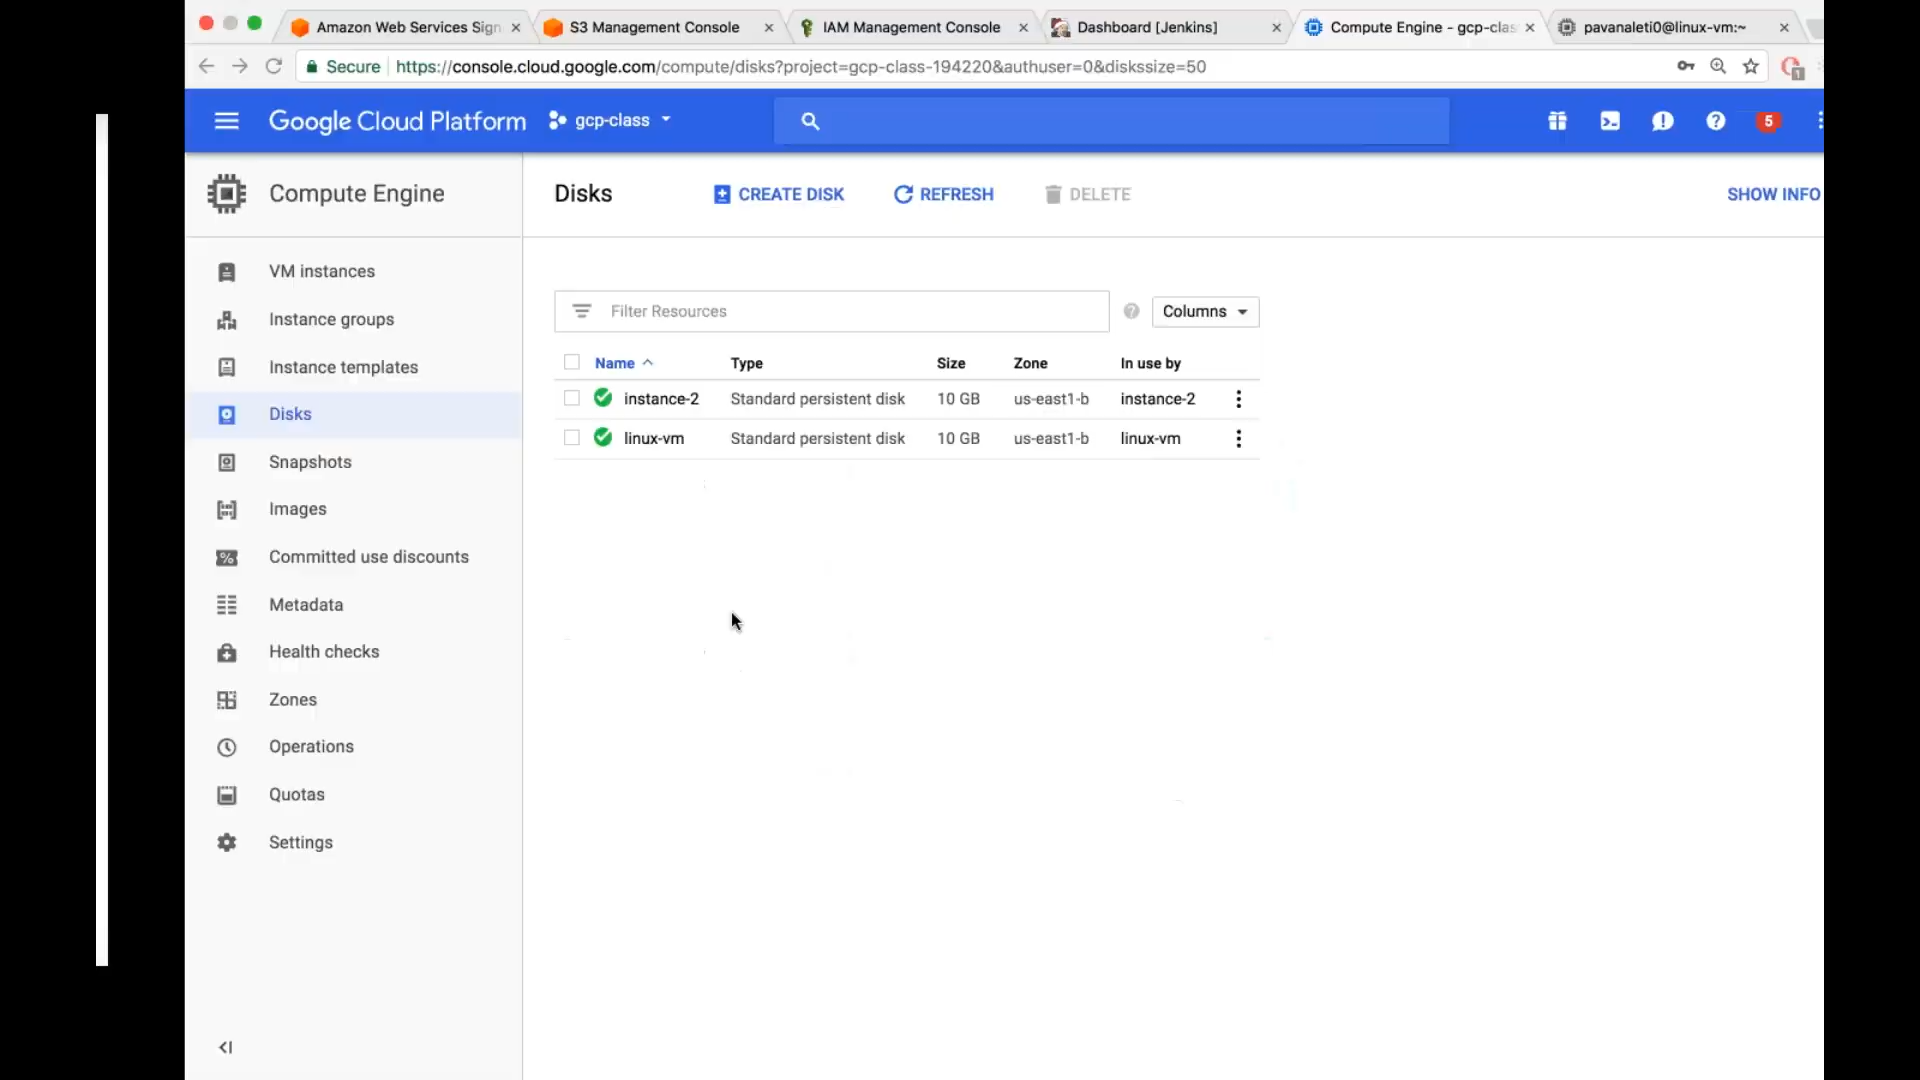 Amazon Web Services Sign
S3 Management Console
IAM Management Console
Dashboard [Jenkins]
Compute Engine - gcp-clas
pavanaleti0@linux-vm:~
Secure
https://console.cloud.google.com/compute/disks?project=gcp-class-194220&authuser=0&diskssize=50
1
Google Cloud Platform
gcp-class
5
Compute Engine
Disks
CREATE DISK
REFRESH
DELETE
SHOW INFO
VM instances
Instance groups
Instance templates
Disks
Snapshots
Images
Committed use discounts
Metadata
Health checks
Zones
Operations
Quotas
Settings
Filter Resources
Columns
Name Type Size Zone In use by
instance-2 Standard persistent disk 10 GB us-east1-b instance-2
linux-vm Standard persistent disk 10 GB us-east1-b linux-vm